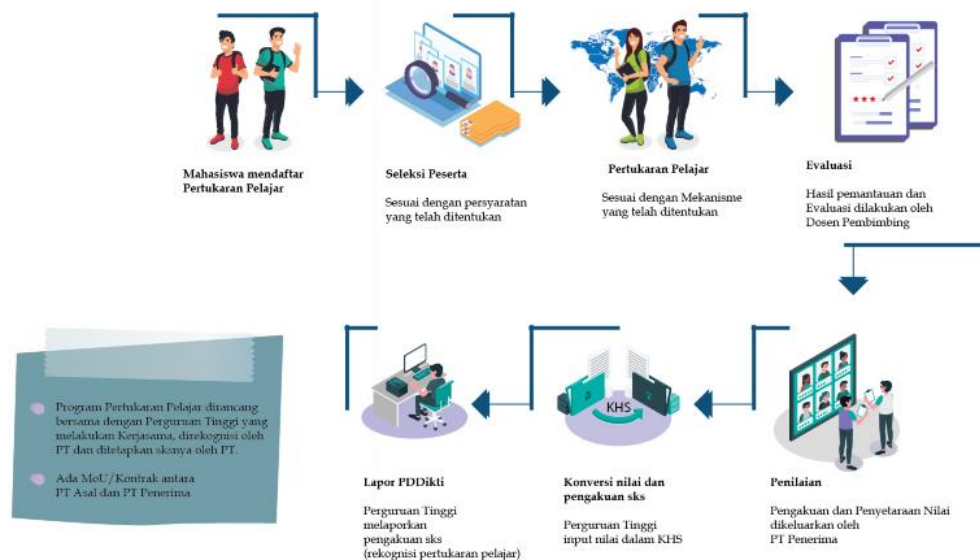 Mahasiswa mendaftar
Pertukaran Pelajar
Seleksi Peserta
Sesuai dengan persyaratan
yang telah ditentukan
Pertukaran Pelajar
Sesuai dengan Mekanisme
yang telah ditentukan
Evaluasi
Hasil pemantauan dan
Evaluasi dilakukan oleh
Dosen Pembimbing
Penilaian
Pengakuan dan Penyetaraan Nilai
dikeluarkan oleh
PT Penerima
KHS
Konversi nilai dan
pengakuan sks
Perguruan Tinggi
input nilai dalam KHS
Lapor PDDikti
Perguruan Tinggi
melaporkan
pengakuan sks
(rekognisi pertukaran pelajar)
Program Pertukaran Pelajar dirancang
bersama dengan Perguruan Tinggi yang
melakukan Kerjasama, direkognisi oleh
PT dan ditetapkan sksnya oleh PT.
Ada MoU/Kontrak antara
PT Asal dan PT Penerima